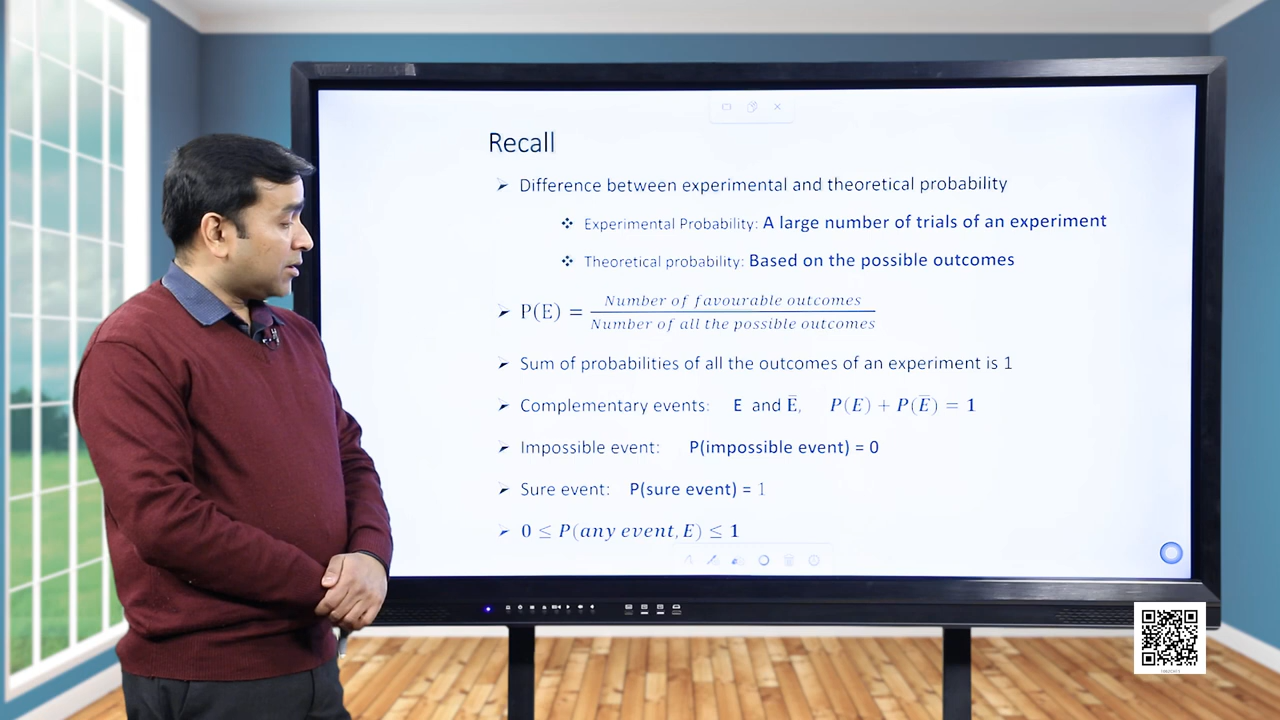 Recall
➢ Difference between experimental and theoretical probability
❖ Experimental Probability: A large number of trials of an experiment
❖ Theoretical probability: Based on the possible outcomes
➢ P(E) = Number of favourable outcomes / Number of all the possible outcomes
➢ Sum of probabilities of all the outcomes of an experiment is 1
➢ Complementary events: E and E̅, P(E) + P(E̅) = 1
➢ Impossible event: P(impossible event) = 0
➢ Sure event: P(sure event) = 1
➢ 0 ≤ P(any event, E) ≤ 1